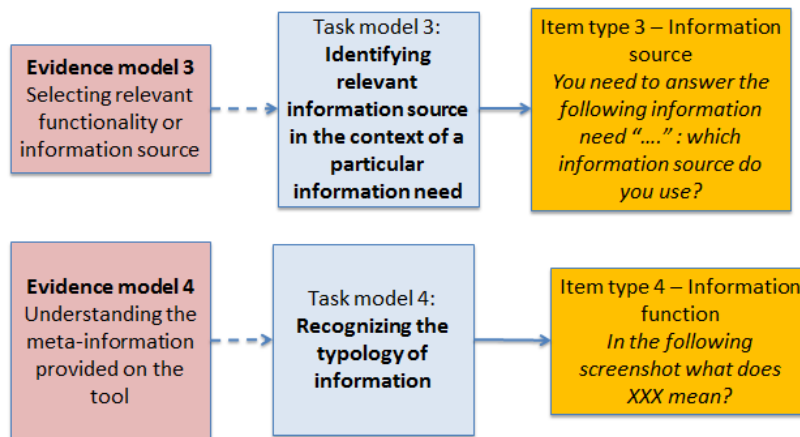 Evidence model 3
Selecting relevant
functionality or
information source
Task model 3:
Identifying
relevant
information source
in the context of a
particular
information need
Item type 3 – Information
source
You need to answer the
following information
need “….” : which
information source do
you use?
Evidence model 4
Understanding the
meta-information
provided on the
tool
Task model 4:
Recognizing the
typology of
information
Item type 4 – Information
function
In the following
screenshot what does
XXX mean?